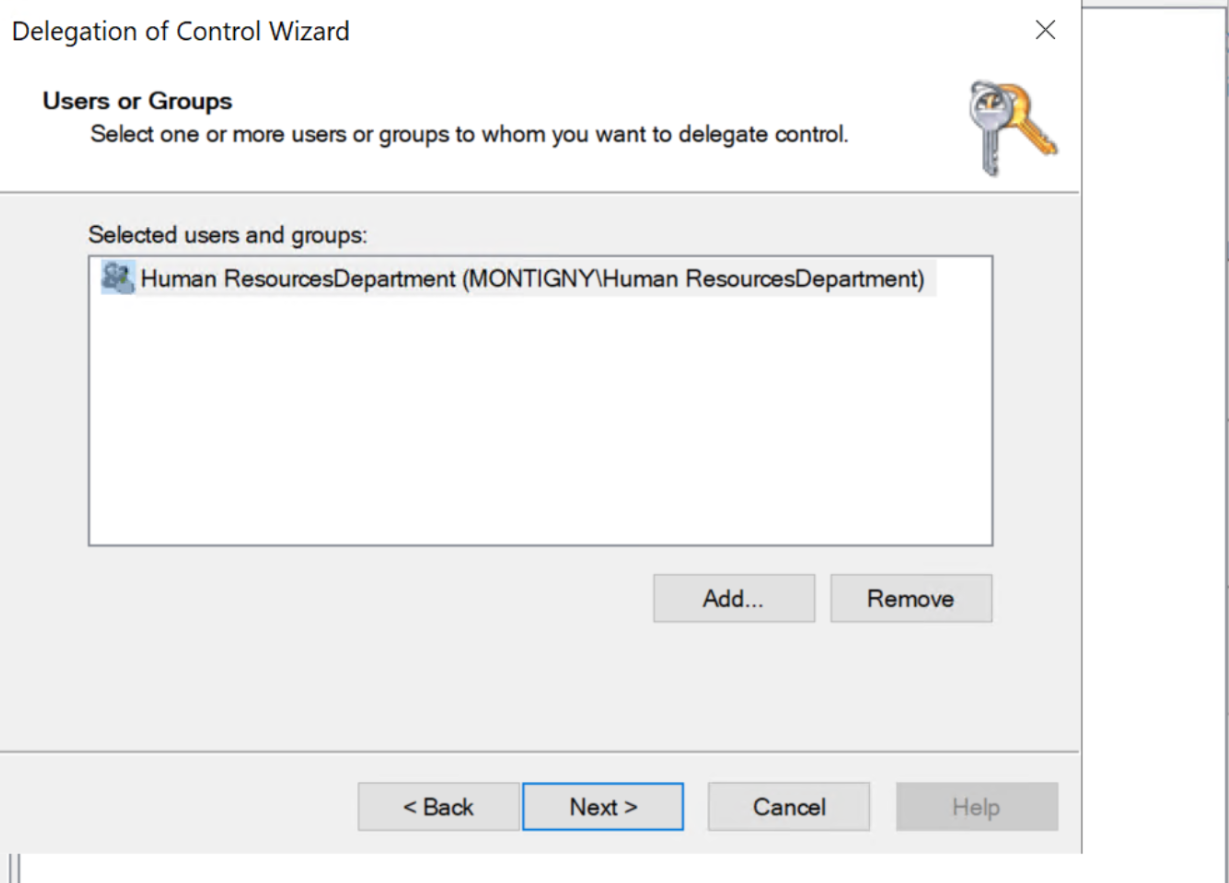 Delegation of Control Wizard
Users or Groups
Select one or more users or groups to whom you want to delegate control.
Selected users and groups:
Human ResourcesDepartment (MONTIGNY\Human ResourcesDepartment)
Add...
Remove
< Back
Next >
Cancel
Help